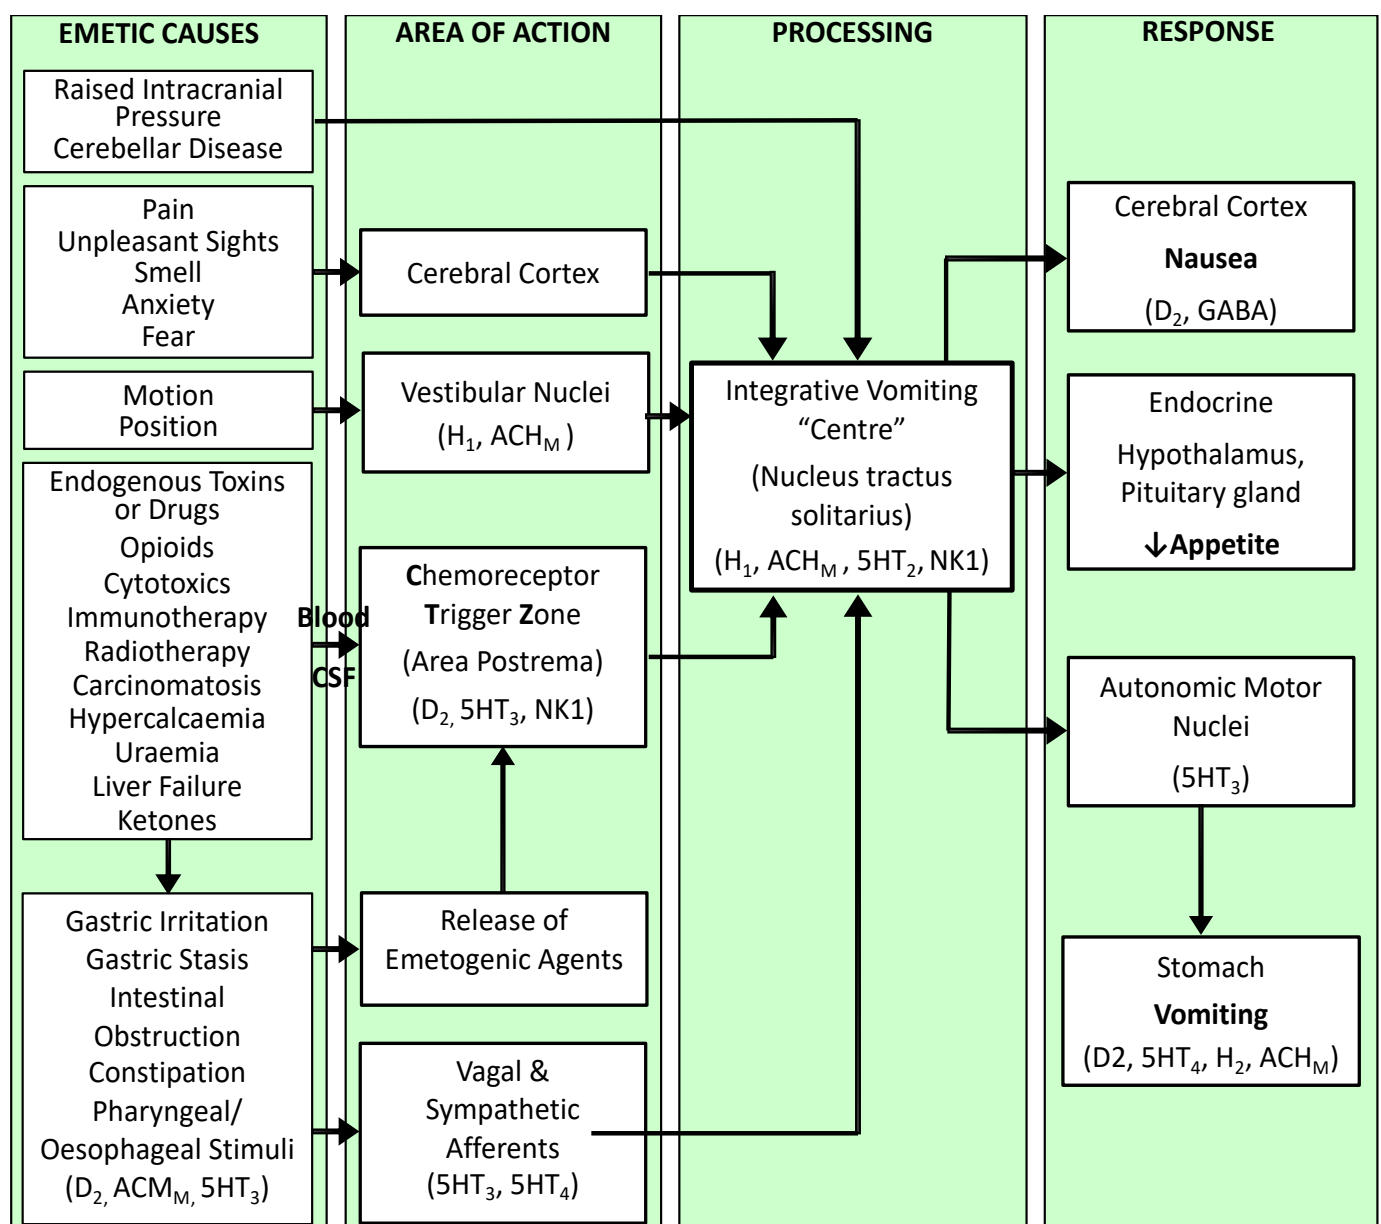 EMETIC CAUSES
Raised Intracranial
Pressure
Cerebellar Disease
Pain
Unpleasant Sights
Smell
Anxiety
Fear
Motion
Position
Endogenous Toxins
or Drugs
Opioids
Cytotoxics
Immunotherapy
Radiotherapy
Carcinomatosis
Hypercalcaemia
Uraemia
Liver Failure
Ketones
Blood
CSF
Gastric Irritation
Gastric Stasis
Intestinal
Obstruction
Constipation
Pharyngeal/
Oesophageal Stimuli
(D₂, ACMM, 5HT₃)
AREA OF ACTION
Cerebral Cortex
Vestibular Nuclei
(H₁, ACHM )
Chemoreceptor
Trigger Zone
(Area Postrema)
(D₂, 5HT₃, NK1)
Release of
Emetogenic Agents
Vagal &
Sympathetic
Afferents
(5HT₃, 5HT₄)
PROCESSING
Integrative Vomiting
“Centre”
(Nucleus tractus
solitarius)
(H₁, ACHM , 5HT₂, NK1)
RESPONSE
Cerebral Cortex
Nausea
(D₂, GABA)
Endocrine
Hypothalamus,
Pituitary gland
↓Appetite
Autonomic Motor
Nuclei
(5HT₃)
Stomach
Vomiting
(D2, 5HT₄, H₂, ACHM)